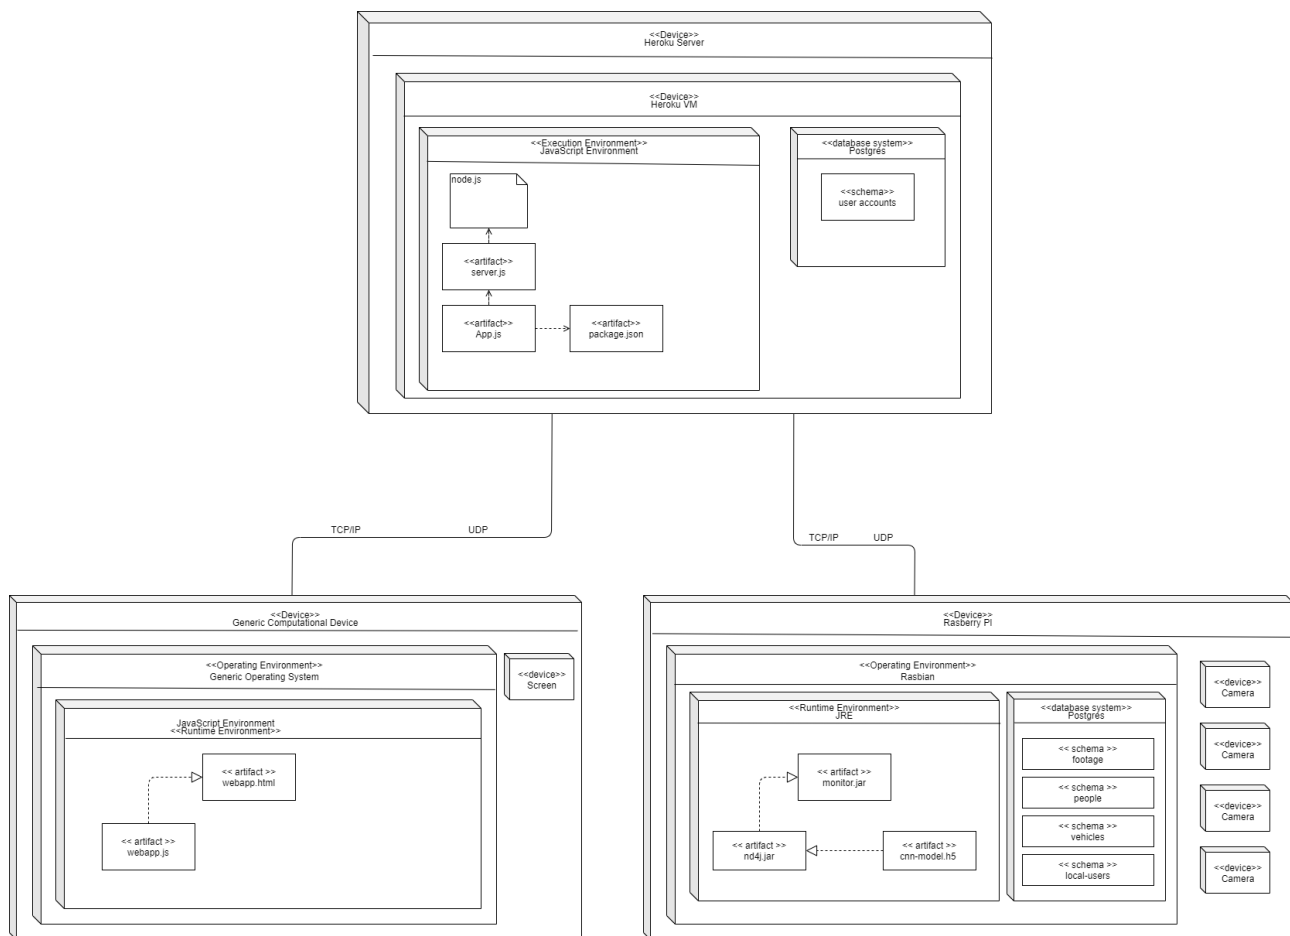 <<Device>>
Heroku Server
<<Device>>
Heroku VM
<<Execution Environment>>
JavaScript Environment
node.js
<<artifact>>
server.js
<<artifact>>
App.js
<<artifact>>
package.json
<<database system>>
Postgres
<<schema>>
user accounts
TCP/IP
UDP
TCP/IP
UDP
<<Device>>
Generic Computational Device
<<Operating Environment>>
Generic Operating System
<<device>>
Screen
JavaScript Environment
<<Runtime Environment>>
<< artifact >>
webapp.html
<< artifact >>
webapp.js
<<Device>>
Rasberry PI
<<Operating Environment>>
Rasbian
<<Runtime Environment>>
JRE
<< artifact >>
monitor.jar
<< artifact >>
nd4j.jar
<< artifact >>
cnn-model.h5
<<database system>>
Postgres
<< schema >>
footage
<< schema >>
people
<< schema >>
vehicles
<< schema >>
local-users
<<device>>
Camera
<<device>>
Camera
<<device>>
Camera
<<device>>
Camera